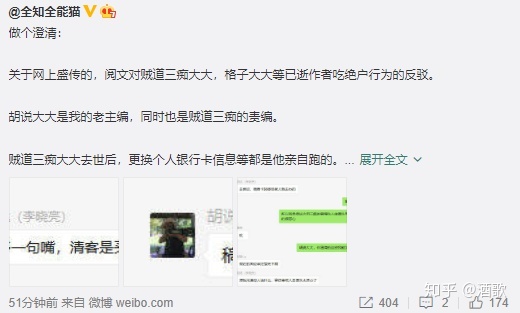 @全知全能猫
做个澄清：
关于网上盛传的，阅文对贼道三痴大大，格子大大等已逝作者吃绝户行为的反驳。
胡说大大是我的老主编，同时也是贼道三痴的责编。
贼道三痴大大去世后，更换个人银行卡信息等都是他亲自跑的。... 展开全文
（李晓亮）
一句嘴，清客是
胡说
稿
51分钟前 来自 微博 weibo.com
404 2 174
知乎 @酒歌